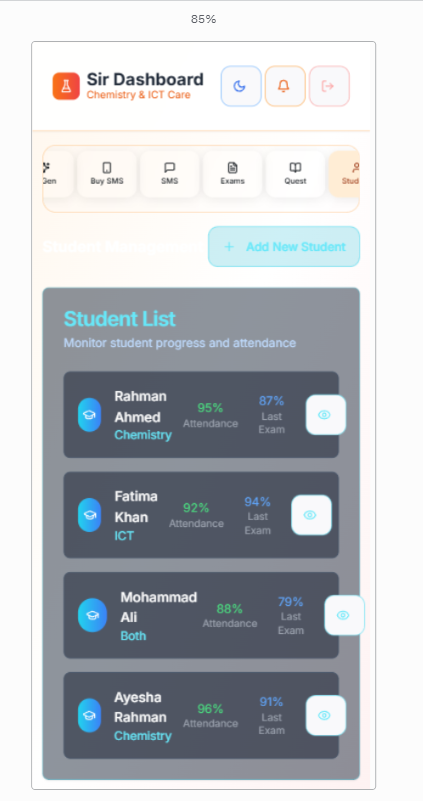 85%
Sir Dashboard
Chemistry & ICT Care
Gen
Buy SMS
SMS
Exams
Quest
Stud
Student Management
Add New Student
Student List
Monitor student progress and attendance
Rahman
Ahmed
Chemistry
95%
Attendance
87%
Last
Exam
Fatima
Khan
ICT
92%
Attendance
94%
Last
Exam
Mohammad
Ali
Both
88%
Attendance
79%
Last
Exam
Ayesha
Rahman
Chemistry
96%
Attendance
91%
Last
Exam